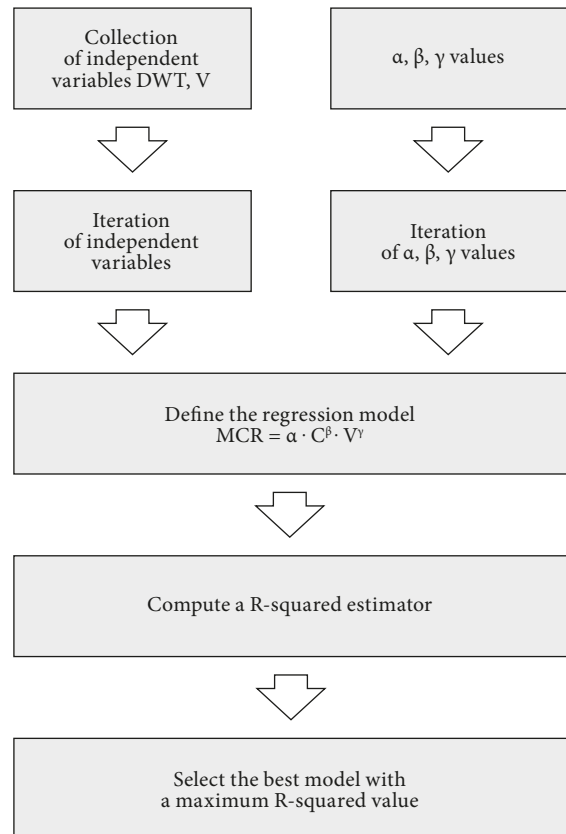 Collection
of independent
variables DWT, V
α, β, γ values
Iteration
of independent
variables
Iteration
of α, β, γ values
Define the regression model
MCR = α · C^β · V^γ
Compute a R-squared estimator
Select the best model with
a maximum R-squared value